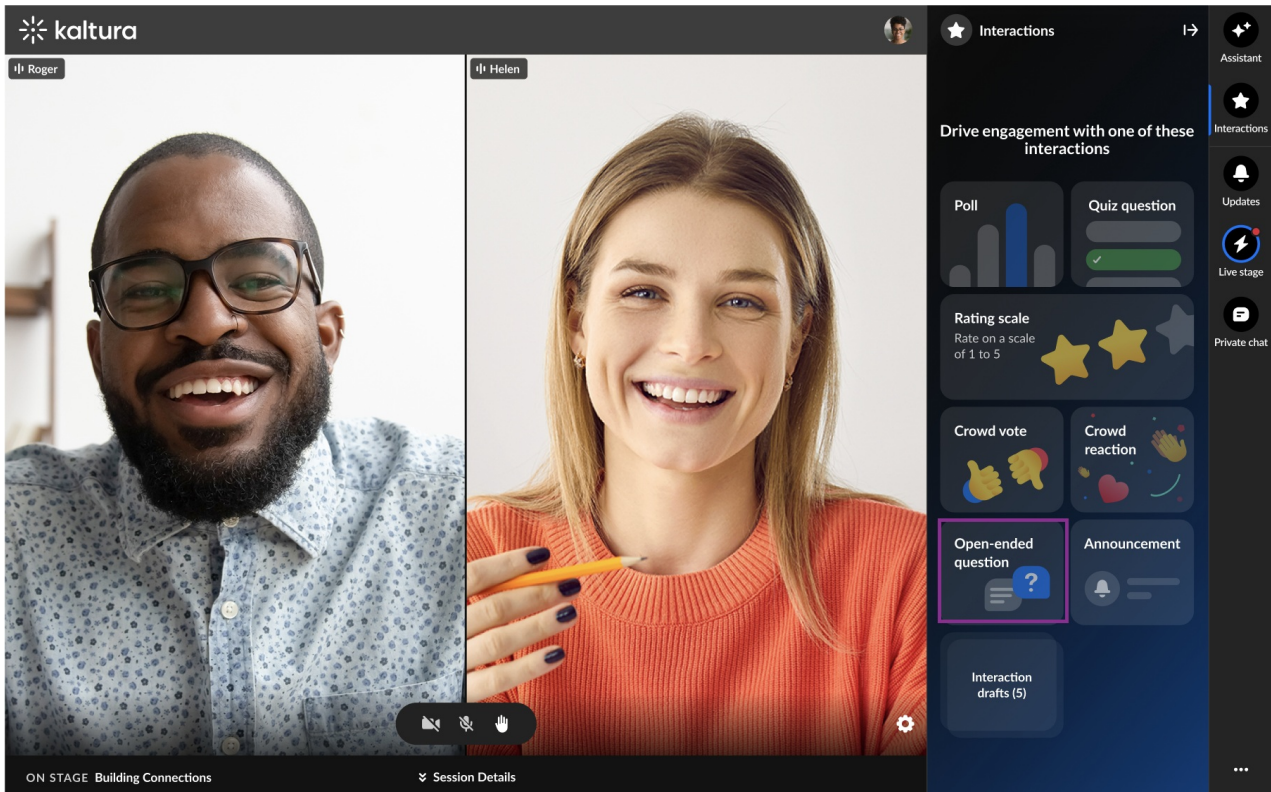 kaltura
Roger
Helen
ON STAGE Building Connections
Session Details
Interactions
Drive engagement with one of these
interactions
Poll
Quiz question
Rating scale
Rate on a scale
of 1 to 5
Crowd vote
Crowd
reaction
Open-ended
question
?
Announcement
Interaction
drafts (5)
Assistant
Interactions
Updates
Live stage
Private chat